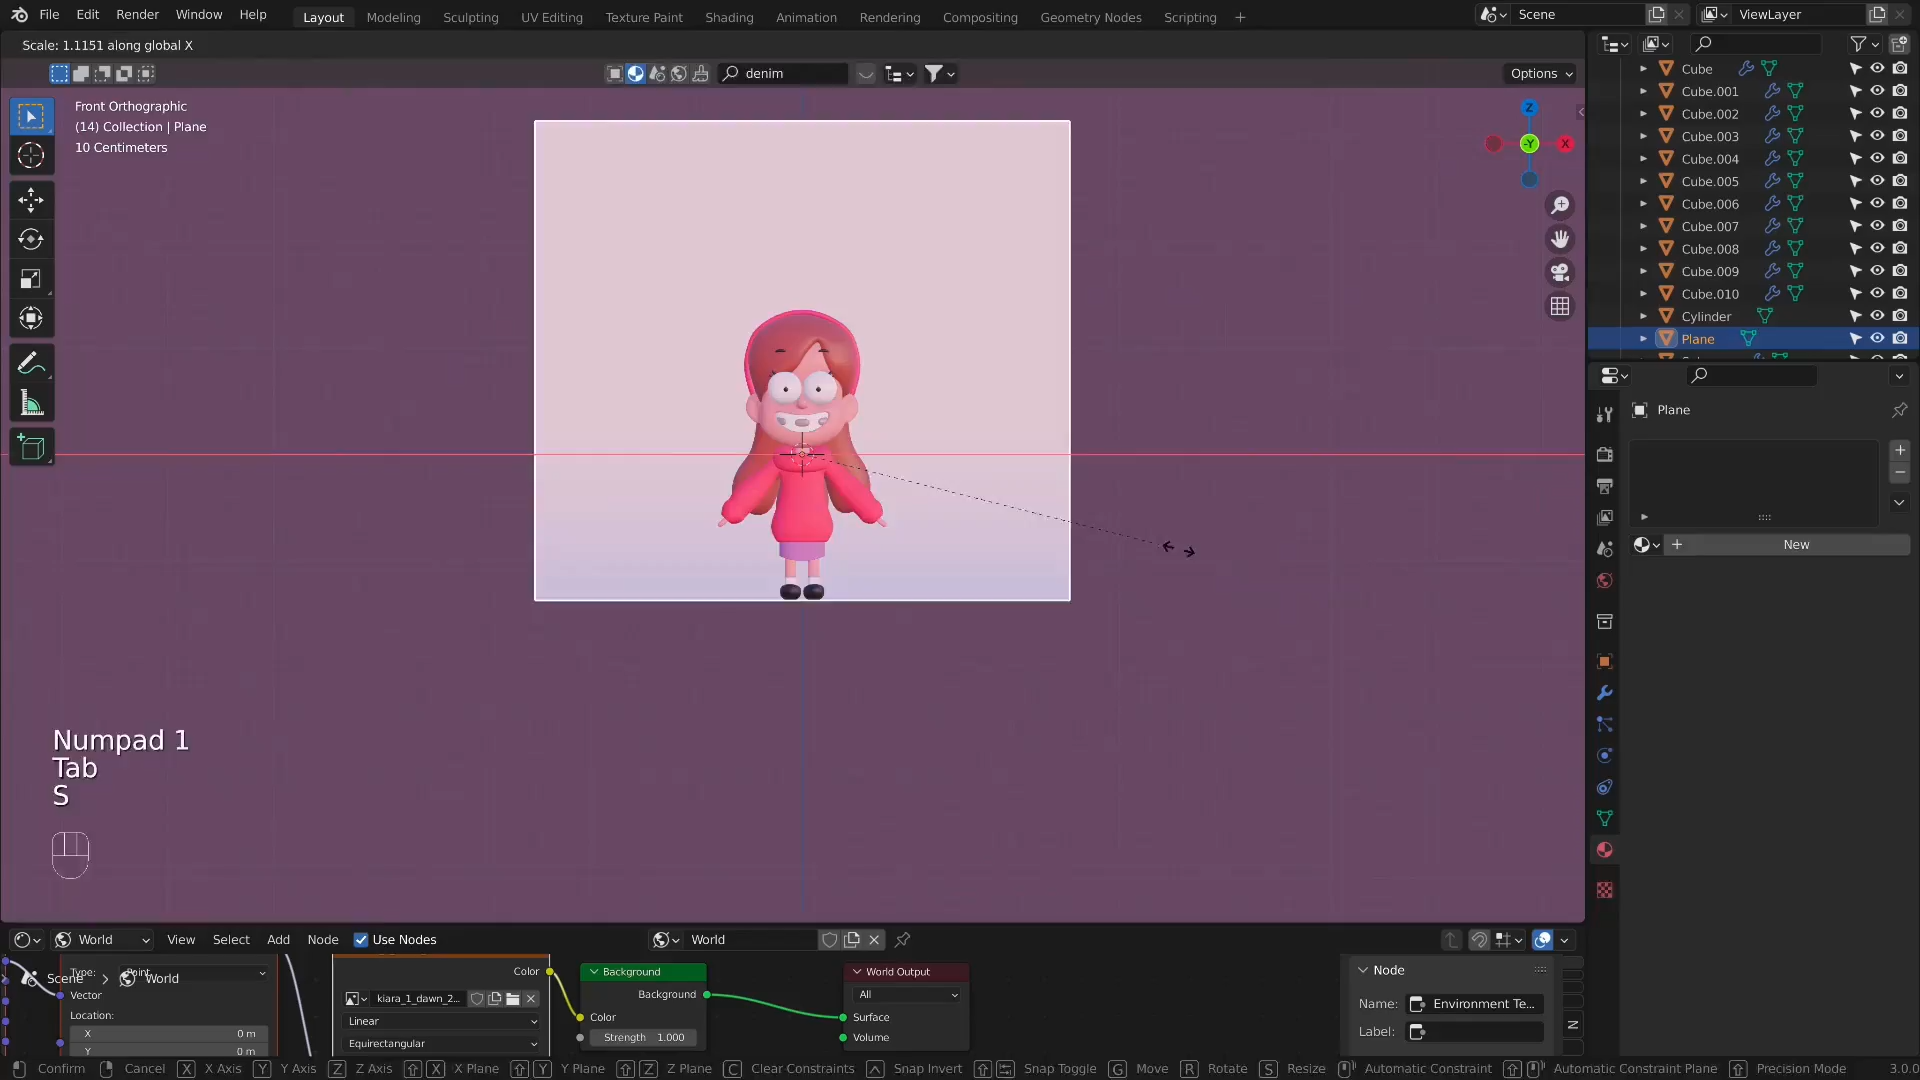 File Edit Render Window Help Layout Modeling Sculpting UV Editing Texture Paint Shading Animation Rendering Compositing Geometry Nodes Scripting + Scene ViewLayer
Scale: 1.1151 along global X
denim Options
Front Orthographic
(14) Collection | Plane
10 Centimeters
Z
-Y
X
Cube
Cube.001
Cube.002
Cube.003
Cube.004
Cube.005
Cube.006
Cube.007
Cube.008
Cube.009
Cube.010
Cylinder
Plane
Plane
New
Numpad 1
Tab
S
World View Select Add Node Use Nodes World
Scene > World
Type: Point
Vector
Location:
X 0 m
Y 0 m
Color
kiara_1_dawn_2...
Linear
Equirectangular
Background
Background
Color
Strength 1.000
World Output
All
Surface
Volume
Node
Name: Environment Te...
Label:
N
Confirm Cancel X X Axis Y Y Axis Z Z Axis X X Plane Y Y Plane Z Z Plane C Clear Constraints Snap Invert Snap Toggle G Move R Rotate S Resize Automatic Constraint Automatic Constraint Plane Precision Mode 3.0.0